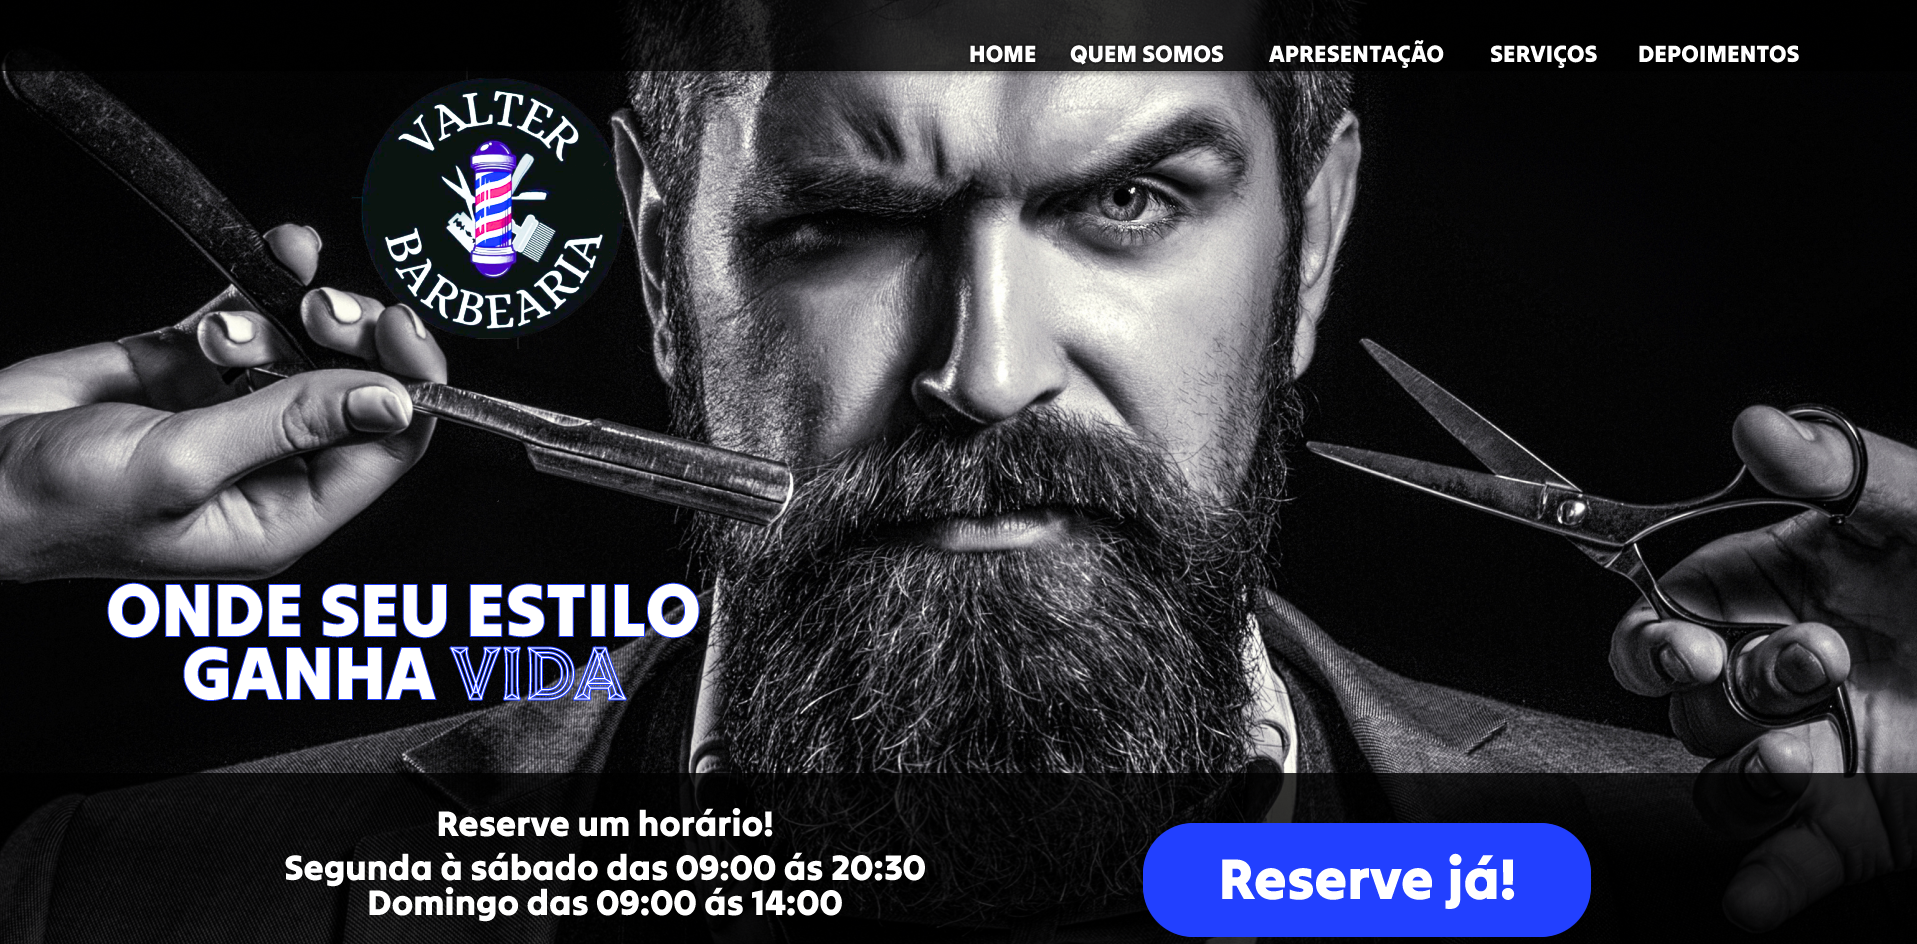 HOME QUEM SOMOS APRESENTAÇÃO SERVIÇOS DEPOIMENTOS
VALTER
BARBEARIA
ONDE SEU ESTILO
GANHA VIDA
Reserve um horário!
Segunda à sábado das 09:00 ás 20:30
Domingo das 09:00 ás 14:00
Reserve já!